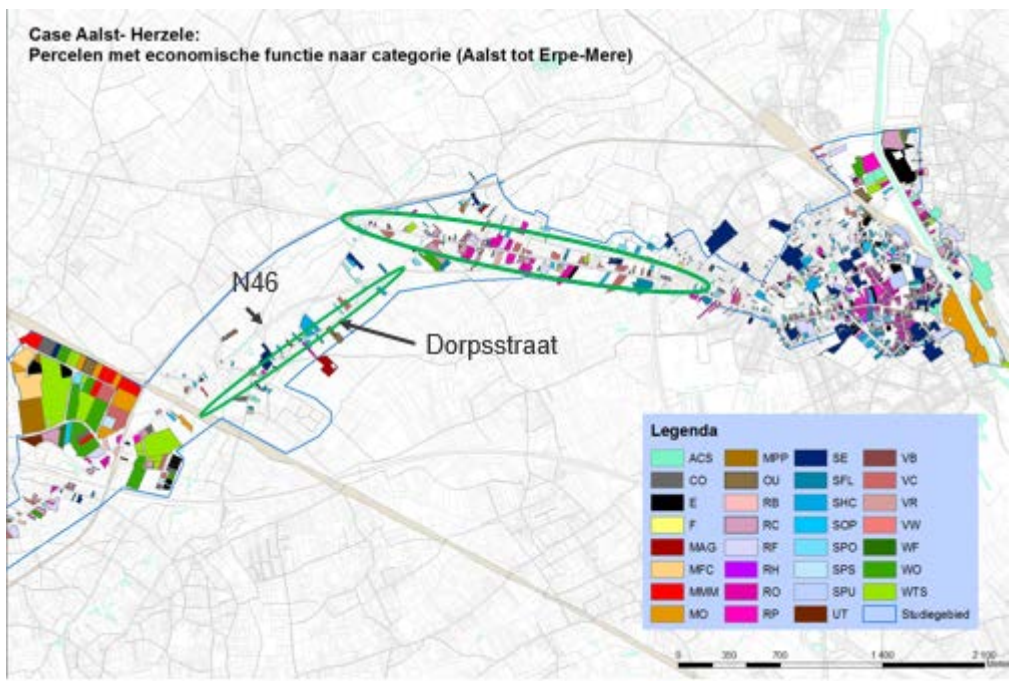 Case Aalst- Herzele:
Percelen met economische functie naar categorie (Aalst tot Erpe-Mere)
N46
Dorpsstraat
Legenda
ACS MPP SE VB
CO OU SFL VC
E RB SHC VR
F RC SOP VW
MAG RF SPO WF
MFC RH SPS WO
MMM RO SPU WTS
MO RP UT Studiegebied
0 350 700 1 400 2 100